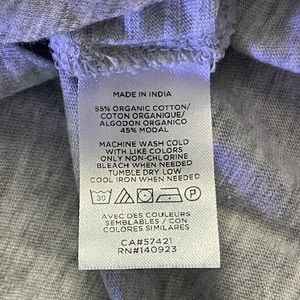 MADE IN INDIA
55% ORGANIC COTTON/
COTON ORGANIQUE/
ALGODON ORGANICO
45% MODAL
MACHINE WASH COLD
WITH LIKE COLORS
ONLY NON-CHLORINE
BLEACH WHEN NEEDED
TUMBLE DRY LOW
COOL IRON WHEN NEEDED
30
AVEC DES COULEURS
SEMBLABLES / CON
COLORES SIMILARES
CA#57421
RN#140923